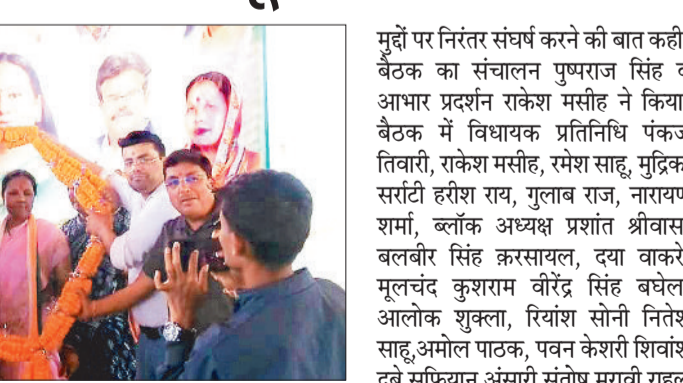 मुद्दों पर निरंतर संघर्ष करने की बात कही
बैठक का संचालन पुष्पराज सिंह व
आभार प्रदर्शन राकेश मसीह ने किया
बैठक में विधायक प्रतिनिधि पंकज
तिवारी, राकेश मसीह, रमेश साहू, मुद्रिक
सर्राटी हरीश राय, गुलाब राज, नारायण
शर्मा, ब्लॉक अध्यक्ष प्रशांत श्रीवास
बलबीर सिंह क़रसायल, दया वाकरे
मूलचंद कुशराम वीरेंद्र सिंह बघेल
आलोक शुक्ला, रियांश सोनी नितेश
साहू,अमोल पाठक, पवन केशरी शिवांश
दुबे सुफियान अंसारी संतोष मरावी राहुल